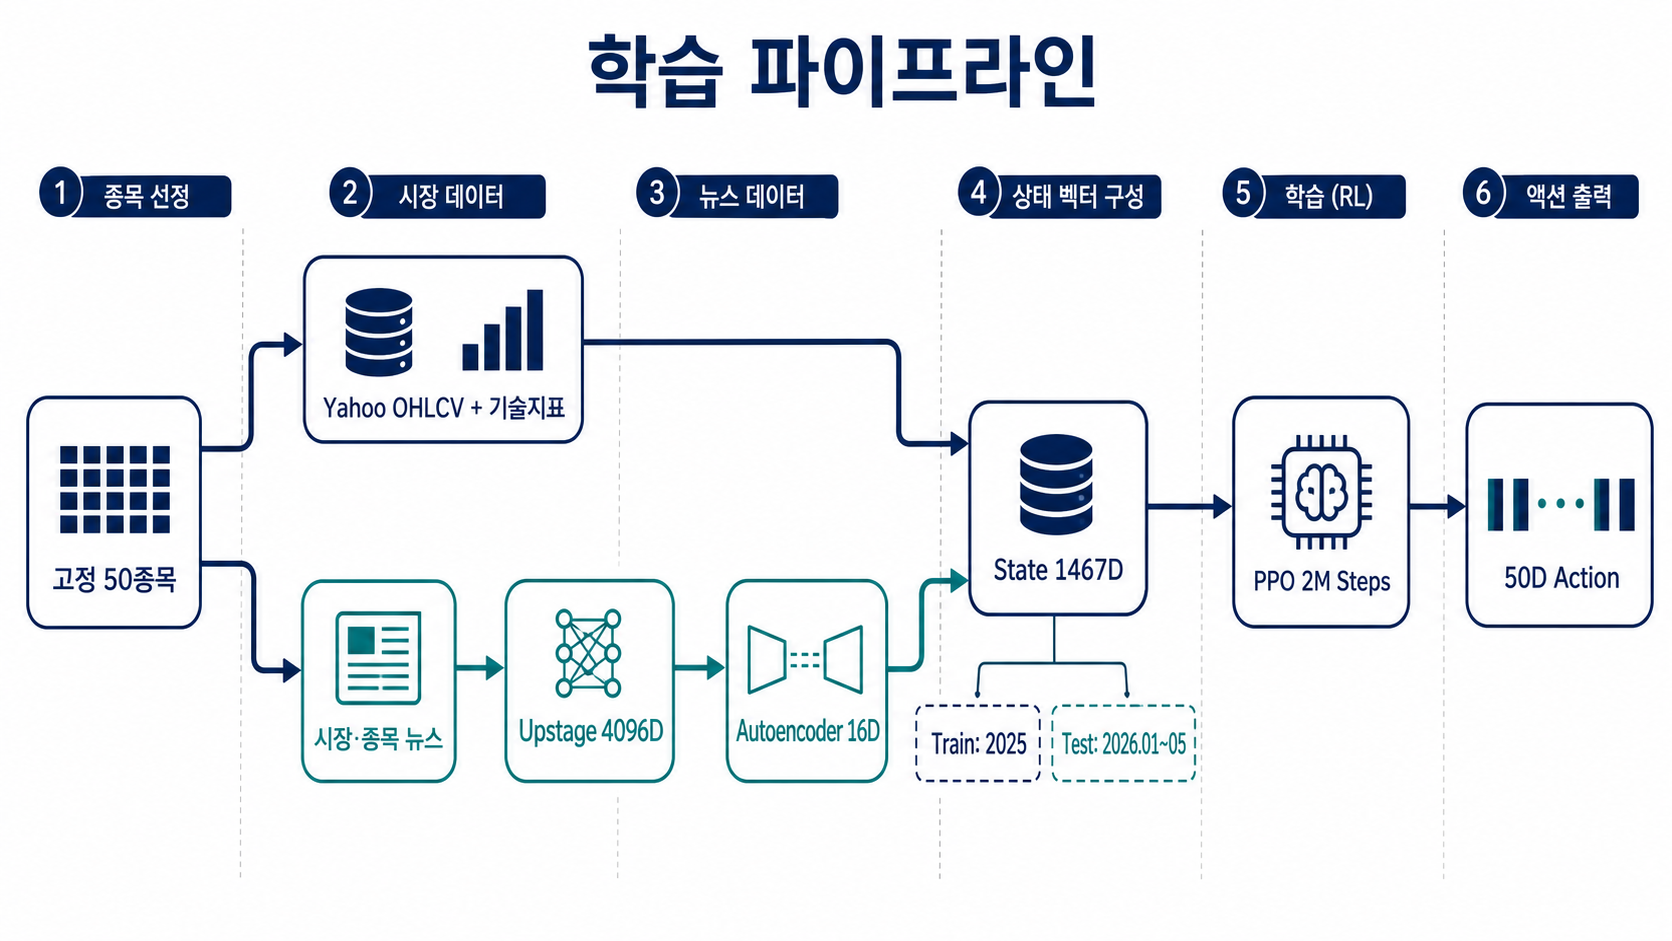 학습 파이프라인
1 종목 선정
2 시장 데이터
3 뉴스 데이터
4 상태 벡터 구성
5 학습 (RL)
6 액션 출력
Yahoo OHLCV + 기술지표
고정 50종목
State 1467D
PPO 2M Steps
50D Action
시장·종목 뉴스
Upstage 4096D
Autoencoder 16D
Train: 2025
Test: 2026.01~05